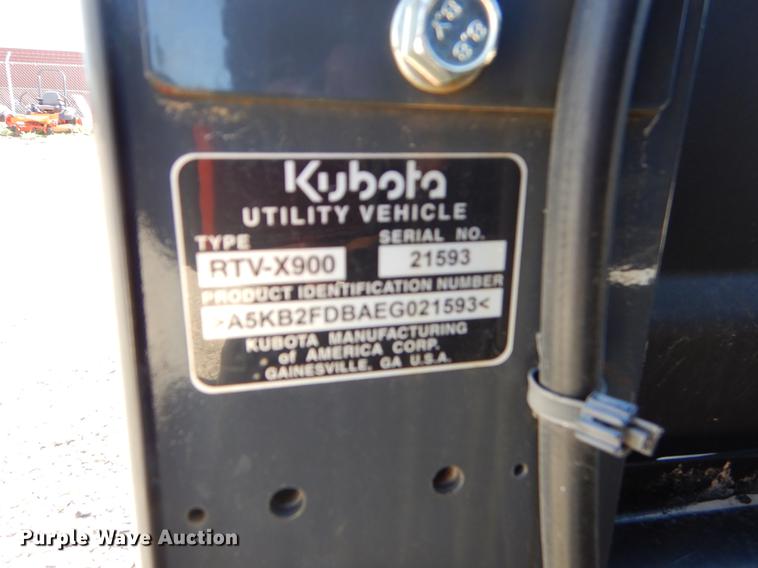 8.8
Kubota
UTILITY VEHICLE
TYPE SERIAL NO.
RTV-X900 21593
PRODUCT IDENTIFICATION NUMBER
>A5KB2FDBAEG021593<
KUBOTA MANUFACTURING
of AMERICA CORP.
GAINESVILLE, GA U.S.A.
Purple Wave Auction